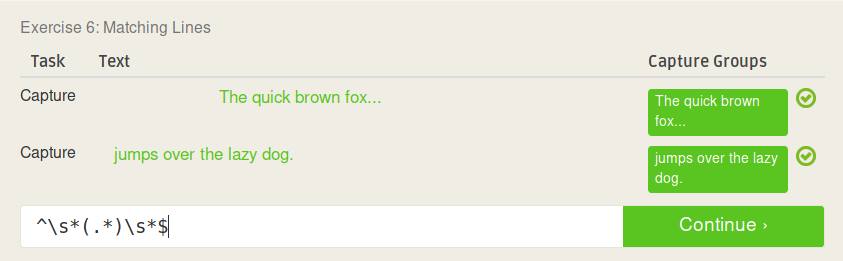 Exercise 6: Matching Lines
Task Text Capture Groups
Capture The quick brown fox... The quick brown
fox...
Capture jumps over the lazy dog. jumps over the lazy
dog.
^\s*(.*)\s*$ Continue ›